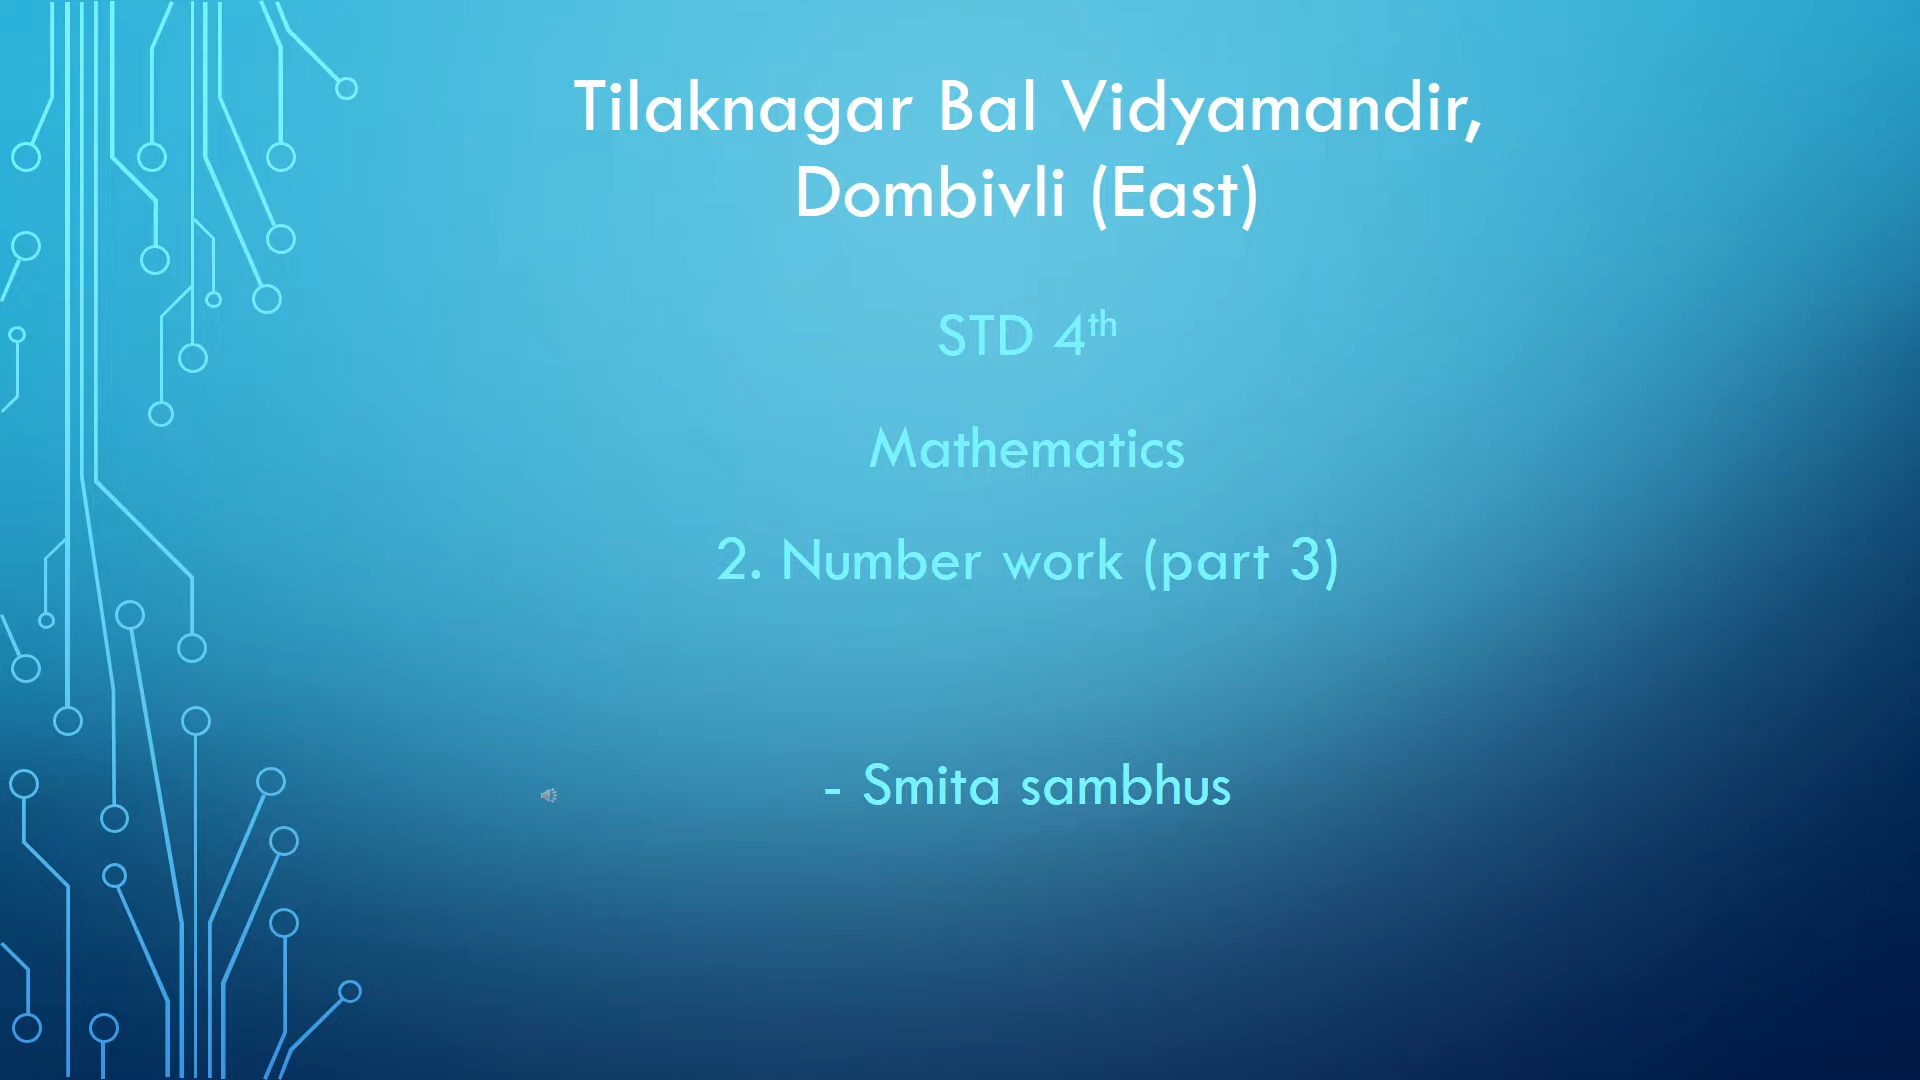 Tilaknagar Bal Vidyamandir,
Dombivli (East)
STD 4th
Mathematics
2. Number work (part 3)
- Smita sambhus